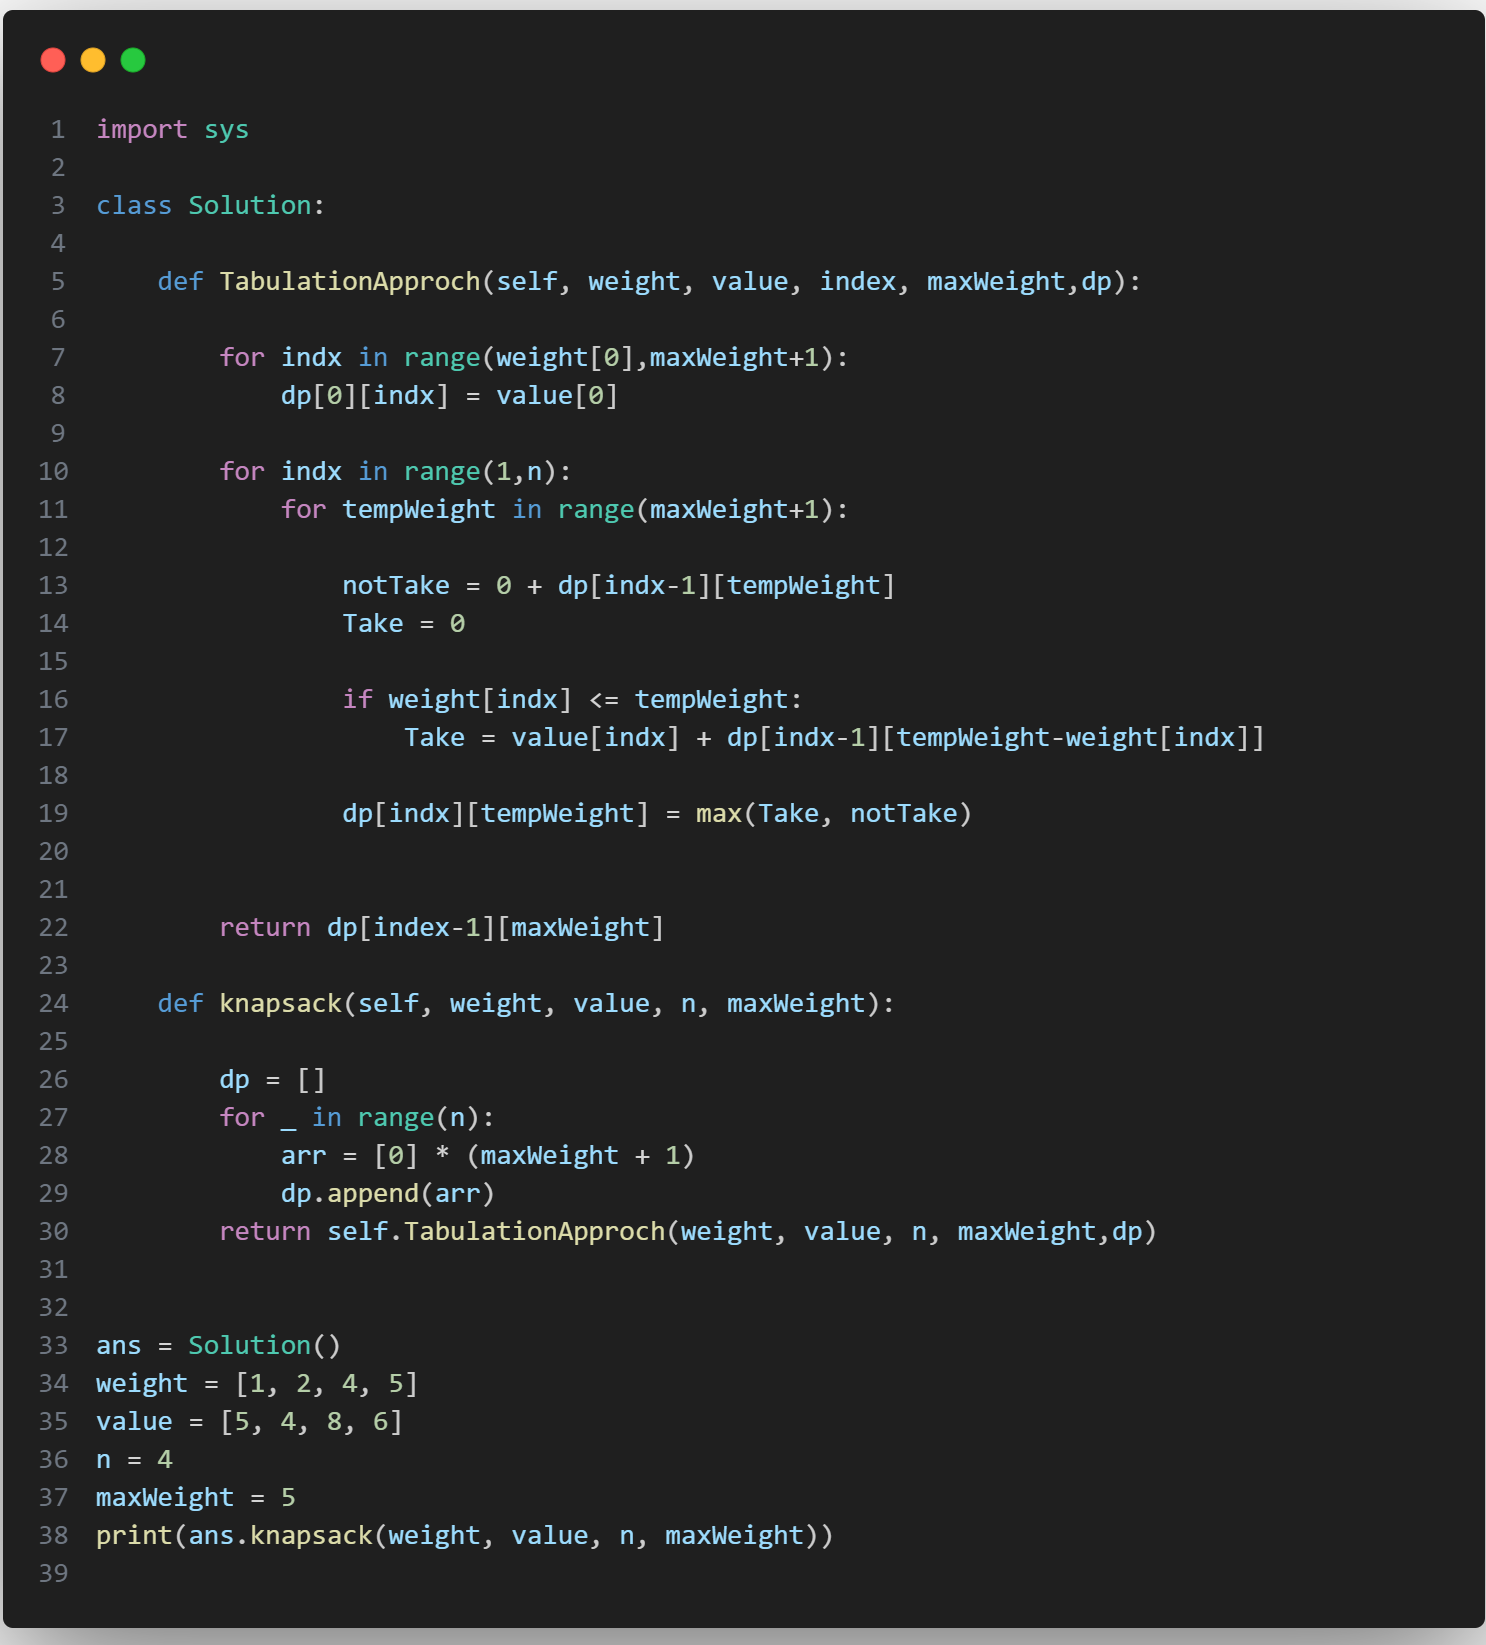 1 import sys
2
3 class Solution:
4
5     def TabulationApproch(self, weight, value, index, maxWeight,dp):
6
7         for indx in range(weight[0],maxWeight+1):
8             dp[0][indx] = value[0]
9
10         for indx in range(1,n):
11             for tempWeight in range(maxWeight+1):
12
13                 notTake = 0 + dp[indx-1][tempWeight]
14                 Take = 0
15
16                 if weight[indx] <= tempWeight:
17                     Take = value[indx] + dp[indx-1][tempWeight-weight[indx]]
18
19                 dp[indx][tempWeight] = max(Take, notTake)
20
21
22         return dp[index-1][maxWeight]
23
24     def knapsack(self, weight, value, n, maxWeight):
25
26         dp = []
27         for _ in range(n):
28             arr = [0] * (maxWeight + 1)
29             dp.append(arr)
30         return self.TabulationApproch(weight, value, n, maxWeight,dp)
31
32
33 ans = Solution()
34 weight = [1, 2, 4, 5]
35 value = [5, 4, 8, 6]
36 n = 4
37 maxWeight = 5
38 print(ans.knapsack(weight, value, n, maxWeight))
39